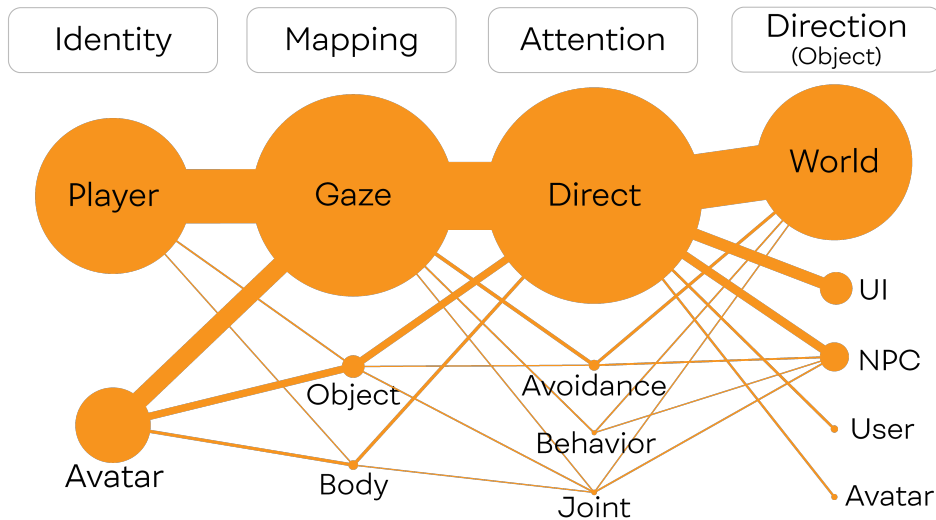 Identity
Mapping
Attention
Direction
(Object)
Player
Gaze
Direct
World
UI
NPC
Object
Avoidance
User
Behavior
Avatar
Body
Joint
Avatar